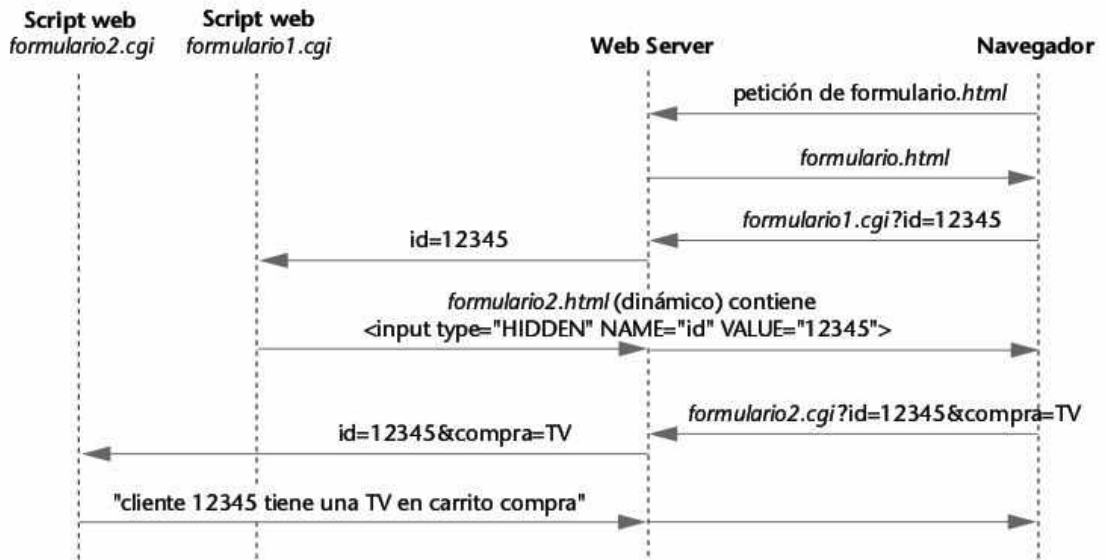 Script web
formulario2.cgi
Script web
formulario1.cgi
Web Server
Navegador
petición de formulario.html
formulario.html
formulario1.cgi?id=12345
id=12345
formulario2.html (dinámico) contiene
<input type="HIDDEN" NAME="id" VALUE="12345">
formulario2.cgi?id=12345&compra=TV
id=12345&compra=TV
"cliente 12345 tiene una TV en carrito compra"